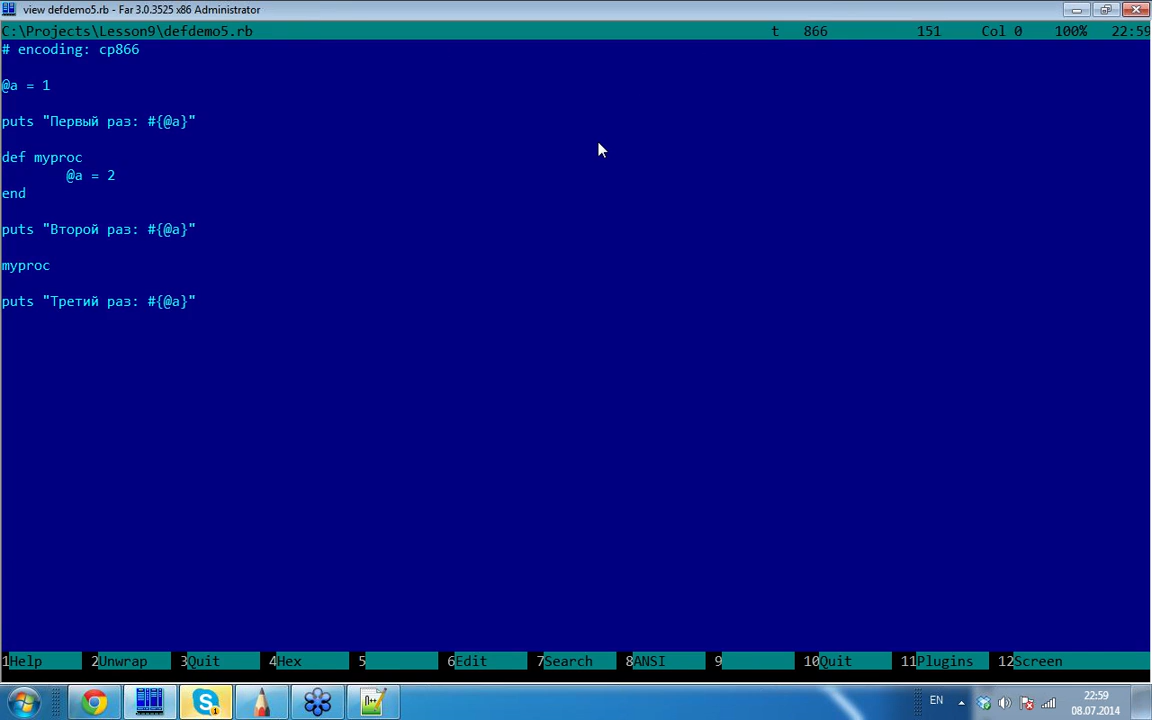 view defdemo5.rb - Far 3.0.3525 x86 Administrator
C:\Projects\Lesson9\defdemo5.rb t 866 151 Col 0 100% 22:59
# encoding: cp866
@a = 1
puts "Первый раз: #{@a}"
def myproc
@a = 2
end
puts "Второй раз: #{@a}"
myproc
puts "Третий раз: #{@a}"
1Help 2Unwrap 3Quit 4Hex 5 6Edit 7Search 8ANSI 9 10Quit 11Plugins 12Screen
EN 22:59
08.07.2014